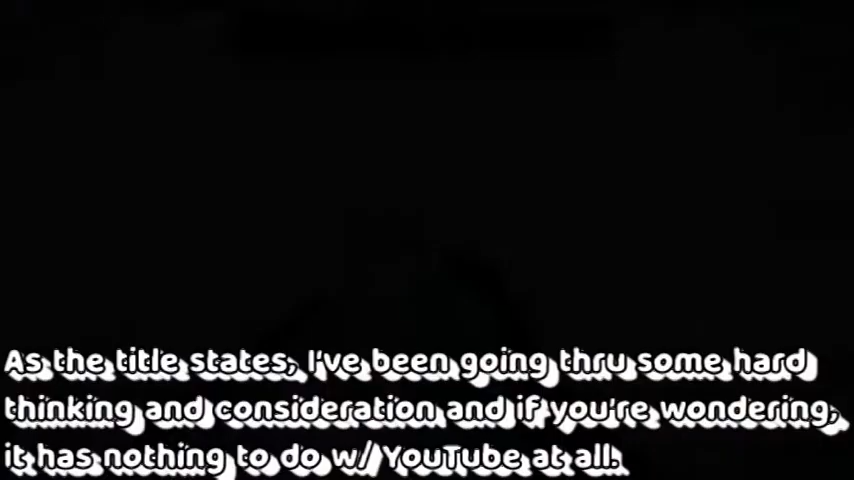 As the title states, I've been going thru some hard
thinking and consideration and if you're wondering,
it has nothing to do w/ YouTube at all.